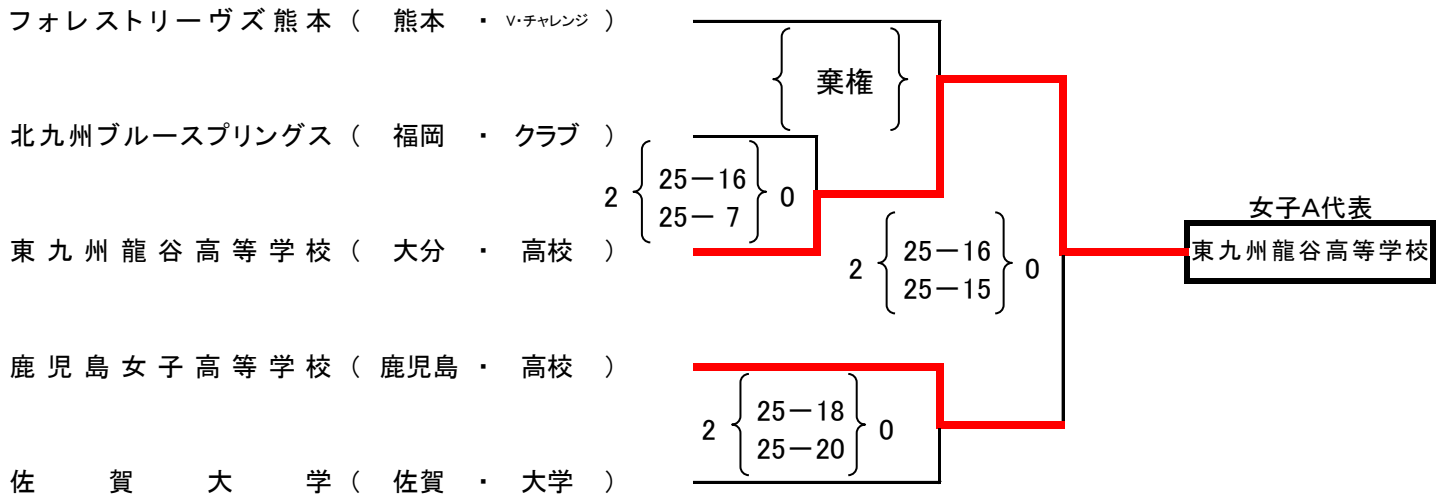 フォレストリーヴズ熊本（ 熊本 ・ V・チャレンジ ）
棄権
北九州ブルースプリングス（ 福岡 ・ クラブ ）
2 25－16 0
25－ 7
東九州龍谷高等学校（ 大分 ・ 高校 ）
2 25－16 0
25－15
女子A代表
東九州龍谷高等学校
鹿児島女子高等学校（ 鹿児島 ・ 高校 ）
2 25－18 0
25－20
佐賀大学（ 佐賀 ・ 大学 ）